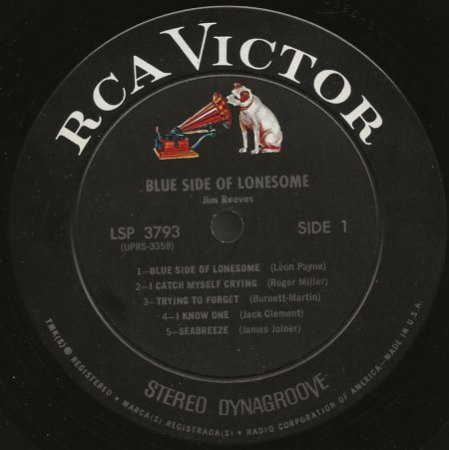 RCA VICTOR
BLUE SIDE OF LONESOME
Jim Reeves
LSP 3793
(UPRS-3359)
SIDE 1
1—BLUE SIDE OF LONESOME (Leon Payne)
2—I CATCH MYSELF CRYING (Roger Miller)
3—TRYING TO FORGET (Burnett-Martin)
4—I KNOW ONE (Jack Clement)
5—SEABREEZE (James Joiner)
STEREO DYNAGROOVE
TMK(S) ® REGISTERED • MARCA(S) REGISTRADA(S) • RADIO CORPORATION OF AMERICA—MADE IN U.S.A.